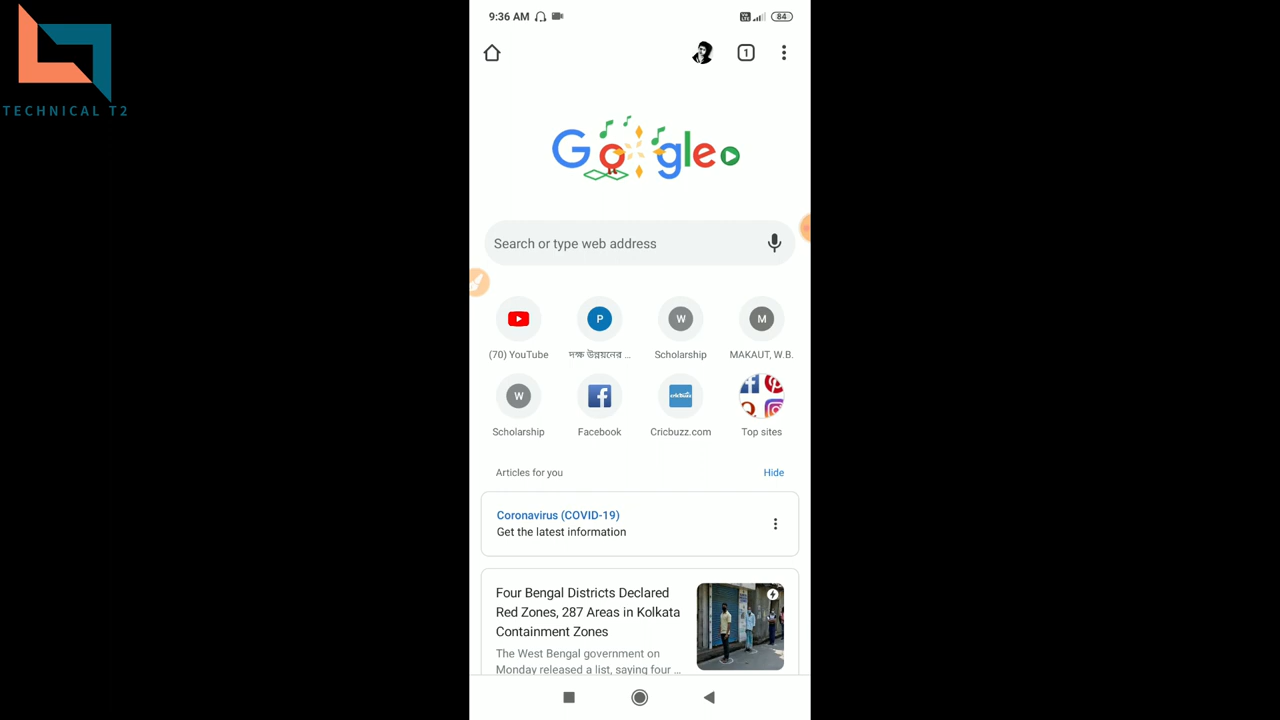 TECHNICAL T2
9:36 AM
84
1
Google
Search or type web address
P
W
M
(70) YouTube
দক্ষ উন্নয়নের ...
Scholarship
MAKAUT, W.B.
W
cricbuzz
Scholarship
Facebook
Cricbuzz.com
Top sites
Articles for you
Hide
Coronavirus (COVID-19)
Get the latest information
Four Bengal Districts Declared
Red Zones, 287 Areas in Kolkata
Containment Zones
The West Bengal government on
Monday released a list, saying four ...